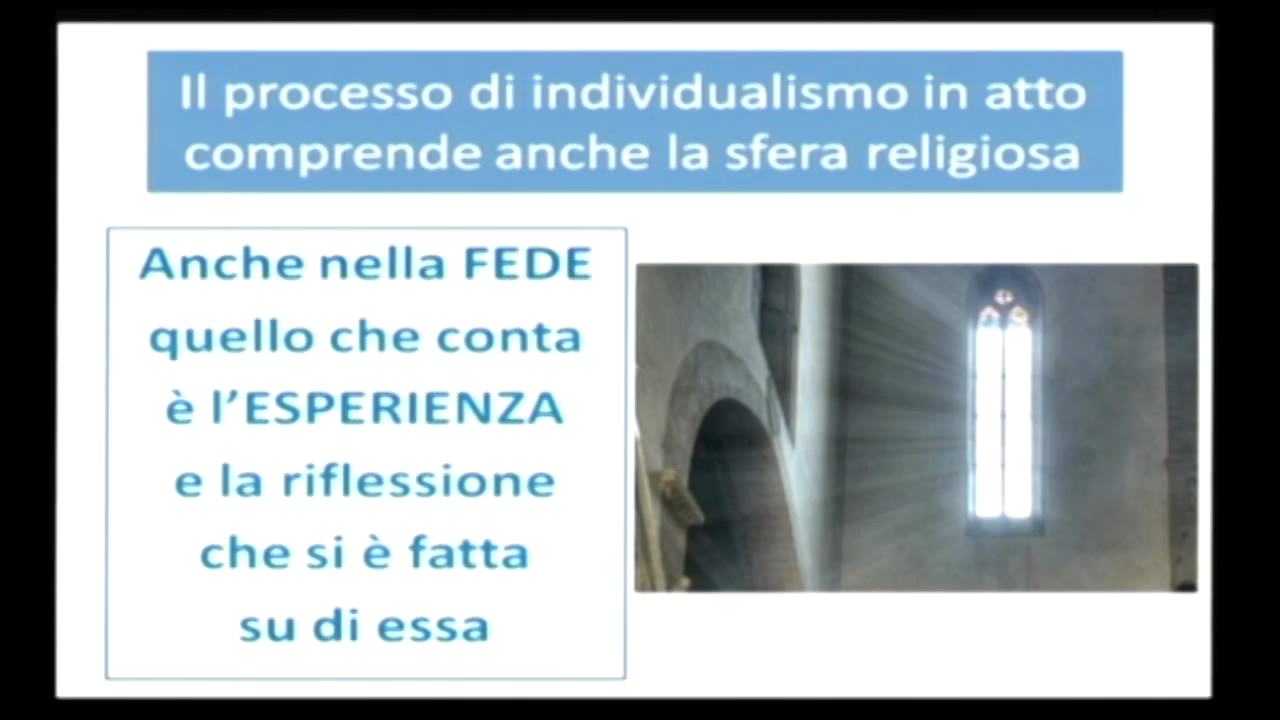 Il processo di individualismo in atto
comprende anche la sfera religiosa
Anche nella FEDE
quello che conta
è l’ESPERIENZA
e la riflessione
che si è fatta
su di essa